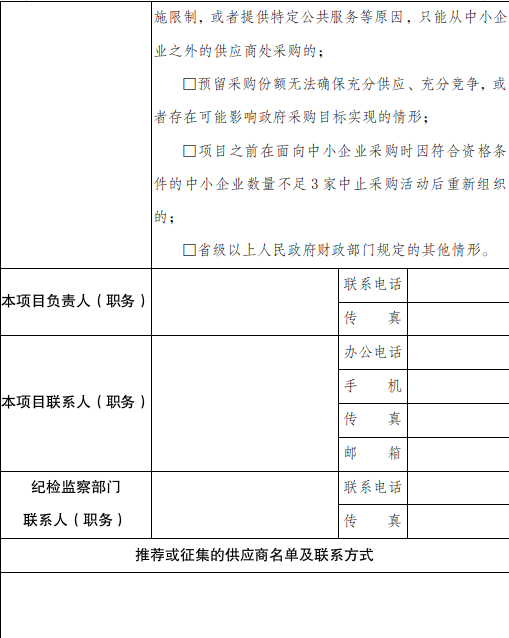 施限制，或者提供特定公共服务等原因，只能从中小企
业之外的供应商处采购的；
□预留采购份额无法确保充分供应、充分竞争，或
者存在可能影响政府采购目标实现的情形；
□项目之前在面向中小企业采购时因符合资格条
件的中小企业数量不足 3 家中止采购活动后重新组织
的；
□省级以上人民政府财政部门规定的其他情形。
本项目负责人（职务）
联系电话
传　　真
本项目联系人（职务）
办公电话
手　　机
传　　真
邮　　箱
纪检监察部门
联系人（职务）
联系电话
传　　真
推荐或征集的供应商名单及联系方式